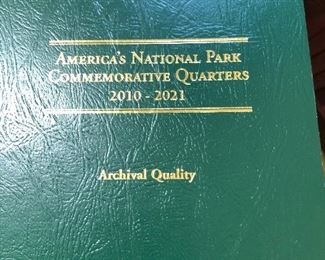 America's National Park
Commemorative Quarters
2010 - 2021
Archival Quality